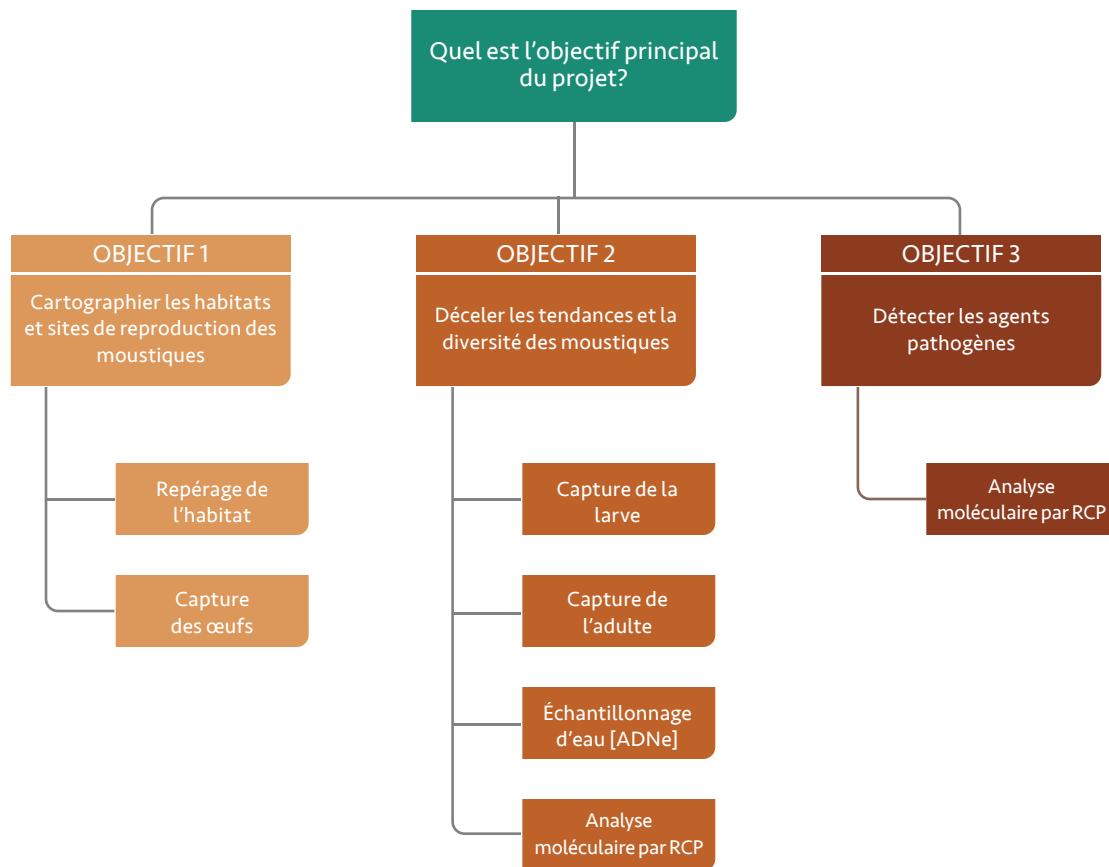 Quel est l'objectif principal
du projet?
OBJECTIF 1
Cartographier les habitats
et sites de reproduction des
moustiques
Repérage de
l'habitat
Capture
des œufs
OBJECTIF 2
Déceler les tendances et la
diversité des moustiques
Capture de la
larve
Capture de
l'adulte
Échantillonnage
d'eau [ADNe]
Analyse
moléculaire par RCP
OBJECTIF 3
Détecter les agents
pathogènes
Analyse
moléculaire par RCP